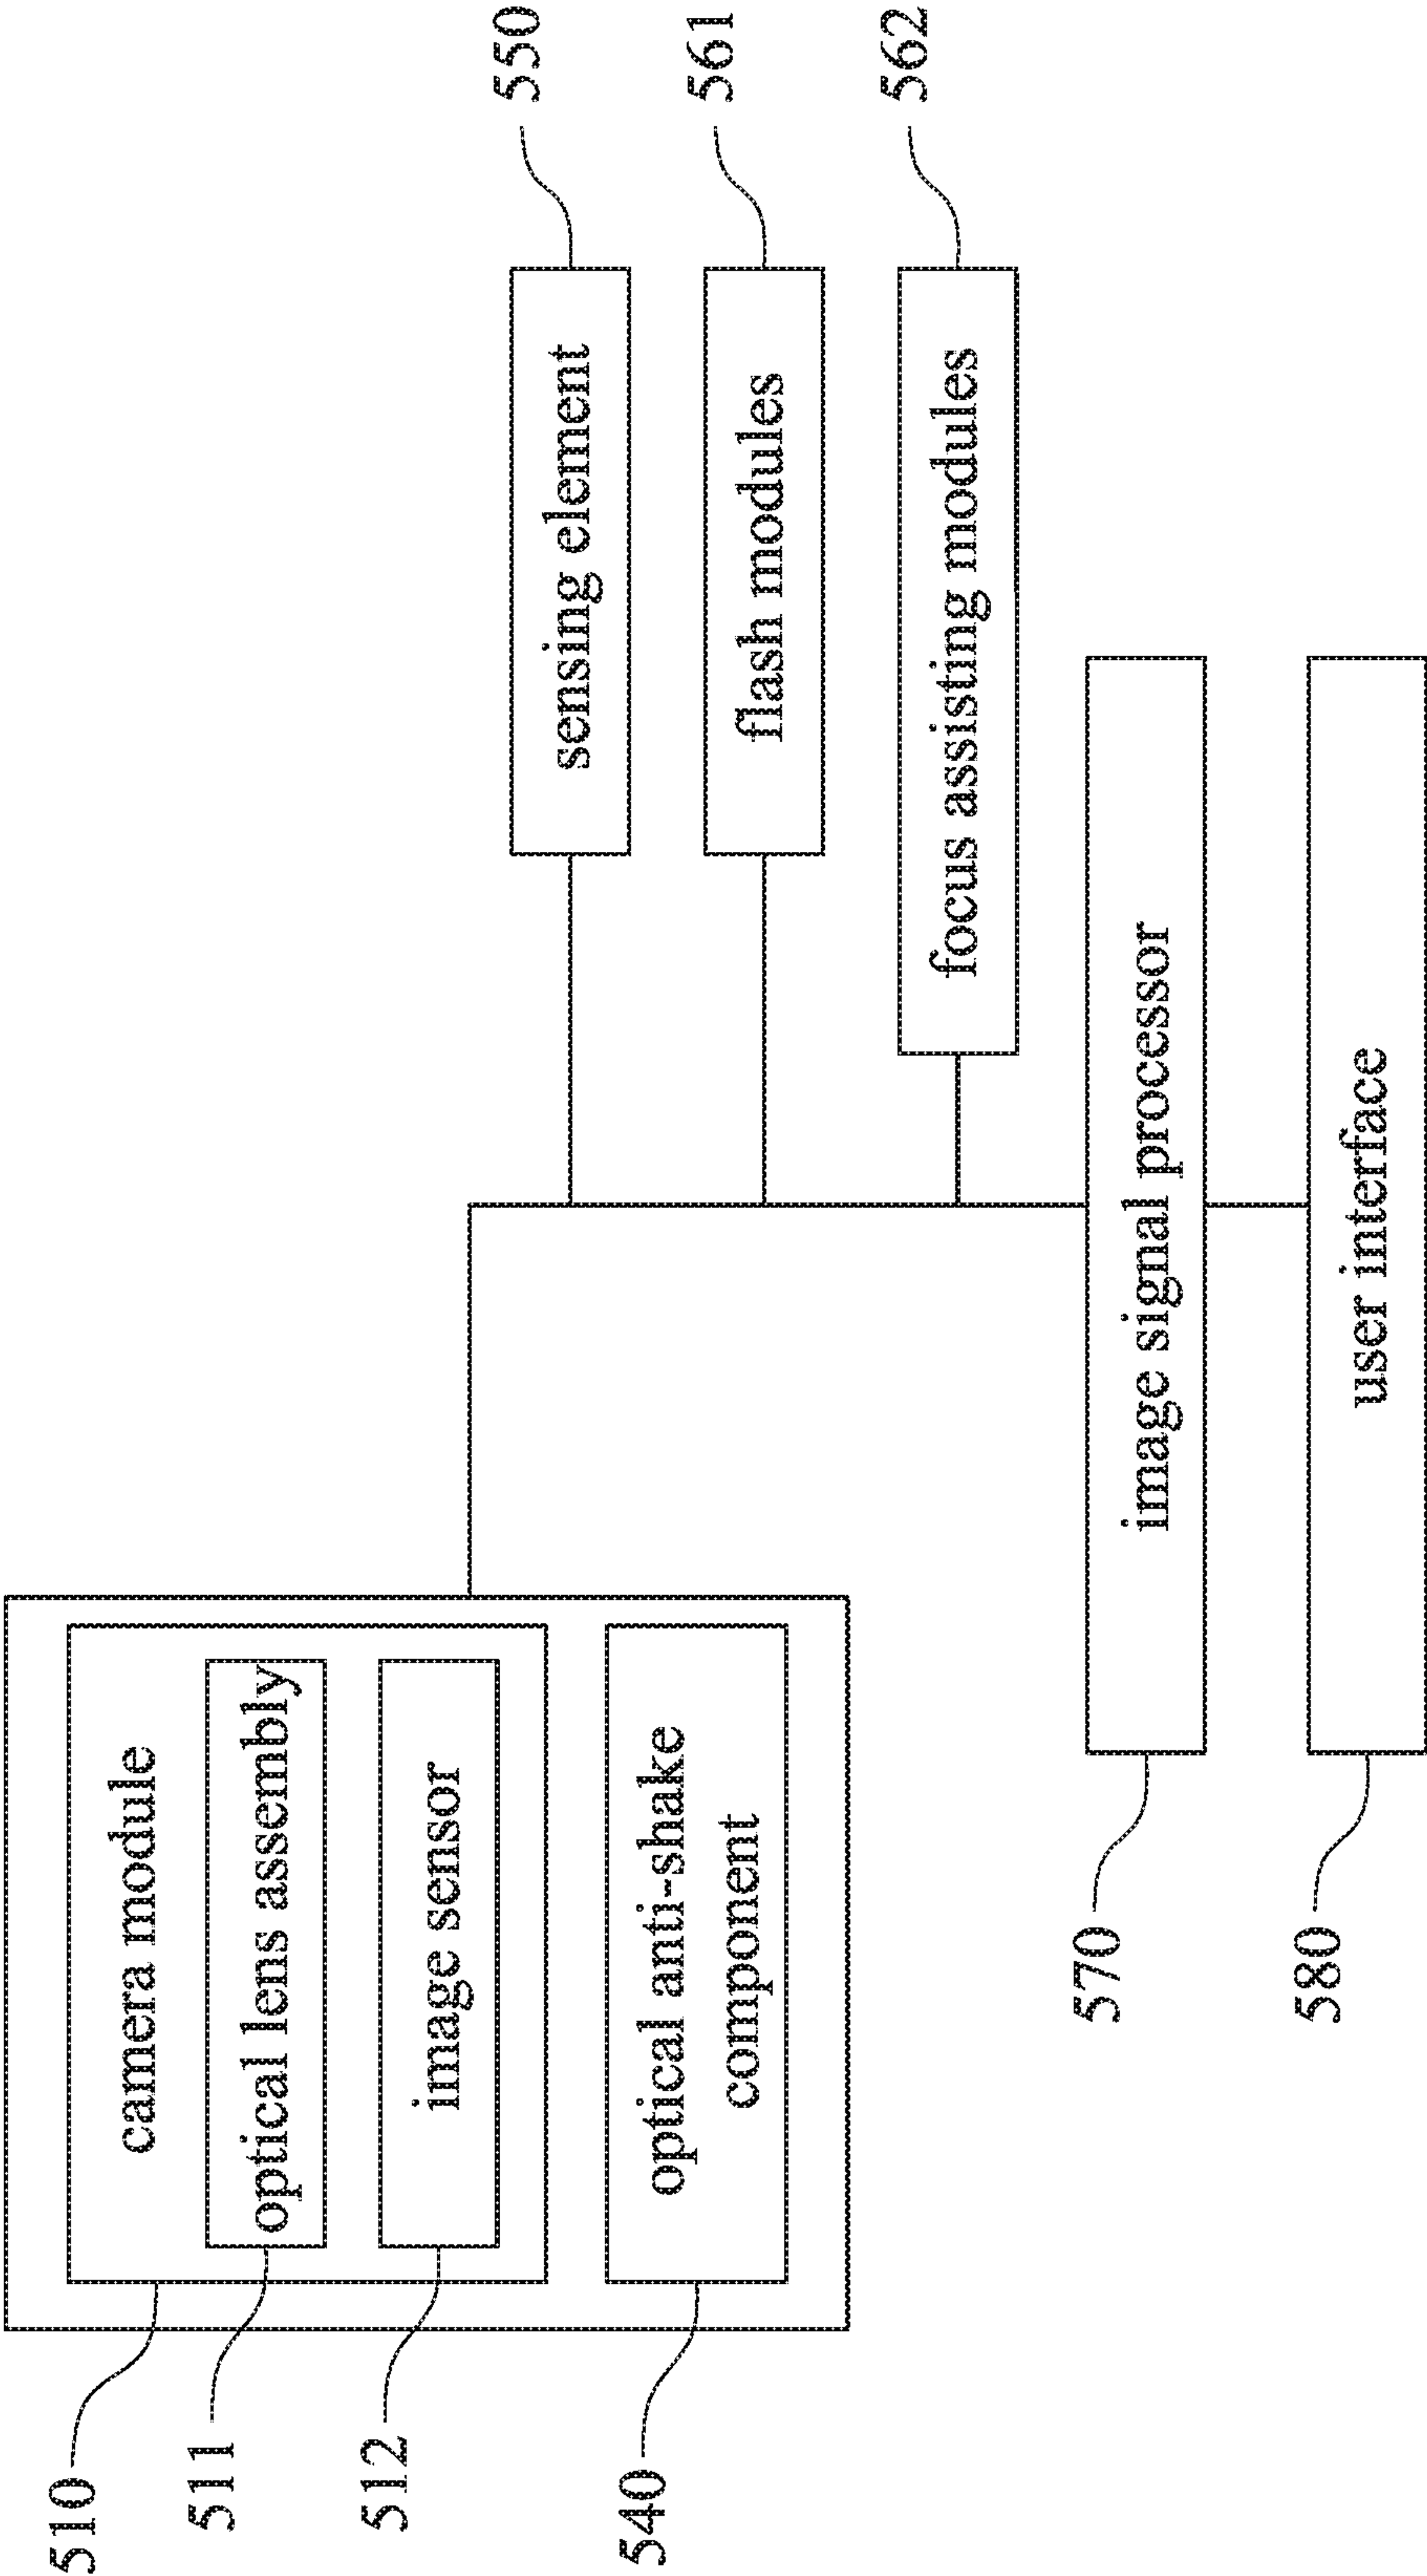 510
camera module
511
optical lens assembly
512
image sensor
540
optical anti-shake
component
sensing element
550
flash modules
561
focus assisting modules
562
570
image signal processor
580
user interface